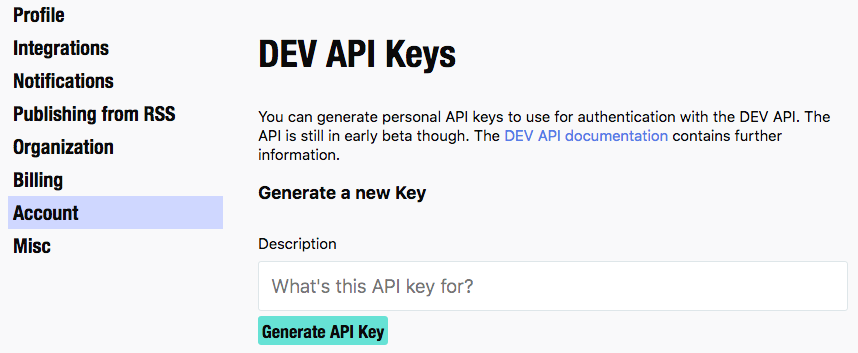 Profile
Integrations
Notifications
Publishing from RSS
Organization
Billing
Account
Misc
DEV API Keys
You can generate personal API keys to use for authentication with the DEV API. The
API is still in early beta though. The DEV API documentation contains further
information.
Generate a new Key
Description
What's this API key for?
Generate API Key